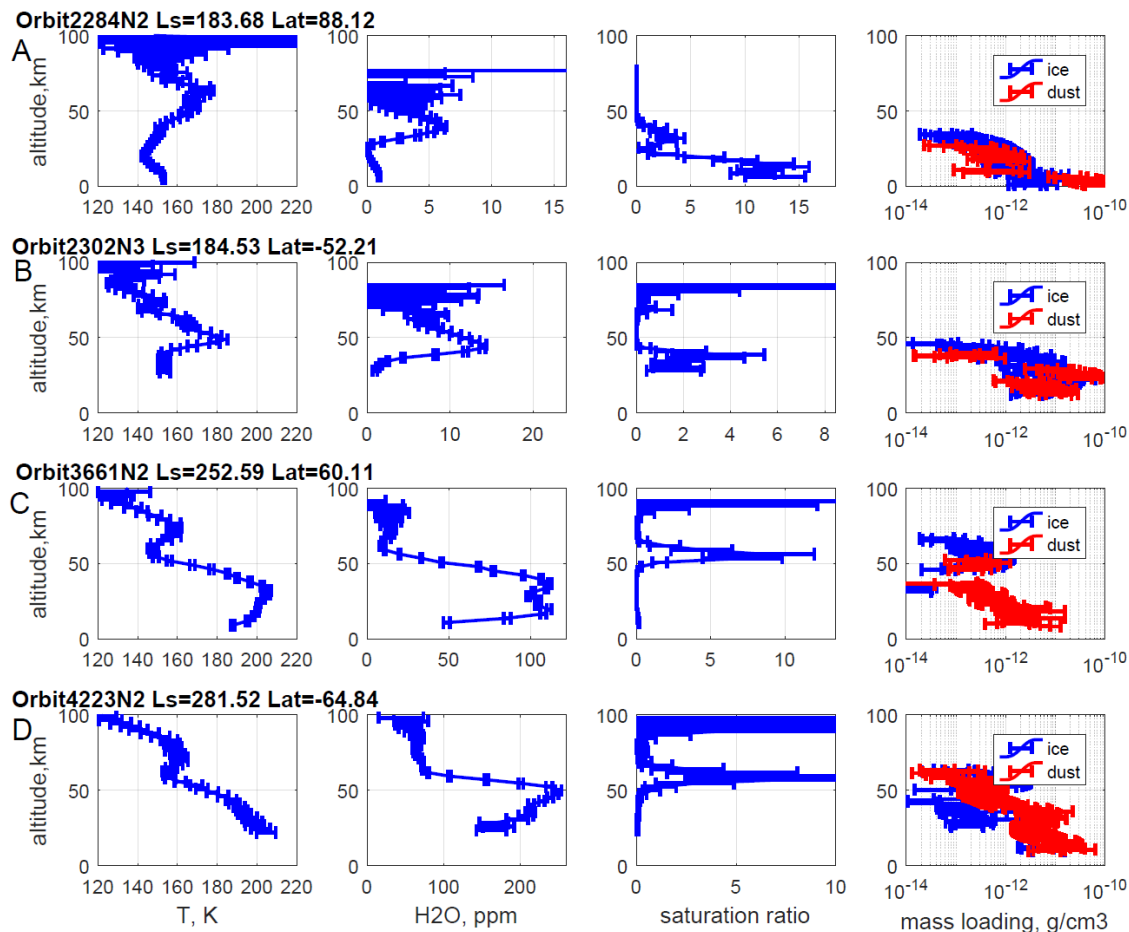 Orbit2284N2 Ls=183.68 Lat=88.12
A
altitude,km
100
50
0
120 140 160 180 200 220
100
50
0
0 5 10 15
100
50
0
0 5 10 15
100
50
0
10-14 10-12 10-10
ice
dust
Orbit2302N3 Ls=184.53 Lat=-52.21
B
altitude,km
100
50
0
120 140 160 180 200 220
100
50
0
0 10 20
100
50
0
0 2 4 6 8
100
50
0
10-14 10-12 10-10
ice
dust
Orbit3661N2 Ls=252.59 Lat=60.11
C
altitude,km
100
50
0
120 140 160 180 200 220
100
50
0
0 50 100
100
50
0
0 5 10
100
50
0
10-14 10-12 10-10
ice
dust
Orbit4223N2 Ls=281.52 Lat=-64.84
D
altitude,km
100
50
0
120 140 160 180 200 220
T, K
100
50
0
0 100 200
H2O, ppm
100
50
0
0 5 10
saturation ratio
100
50
0
10-14 10-12 10-10
mass loading, g/cm3
ice
dust